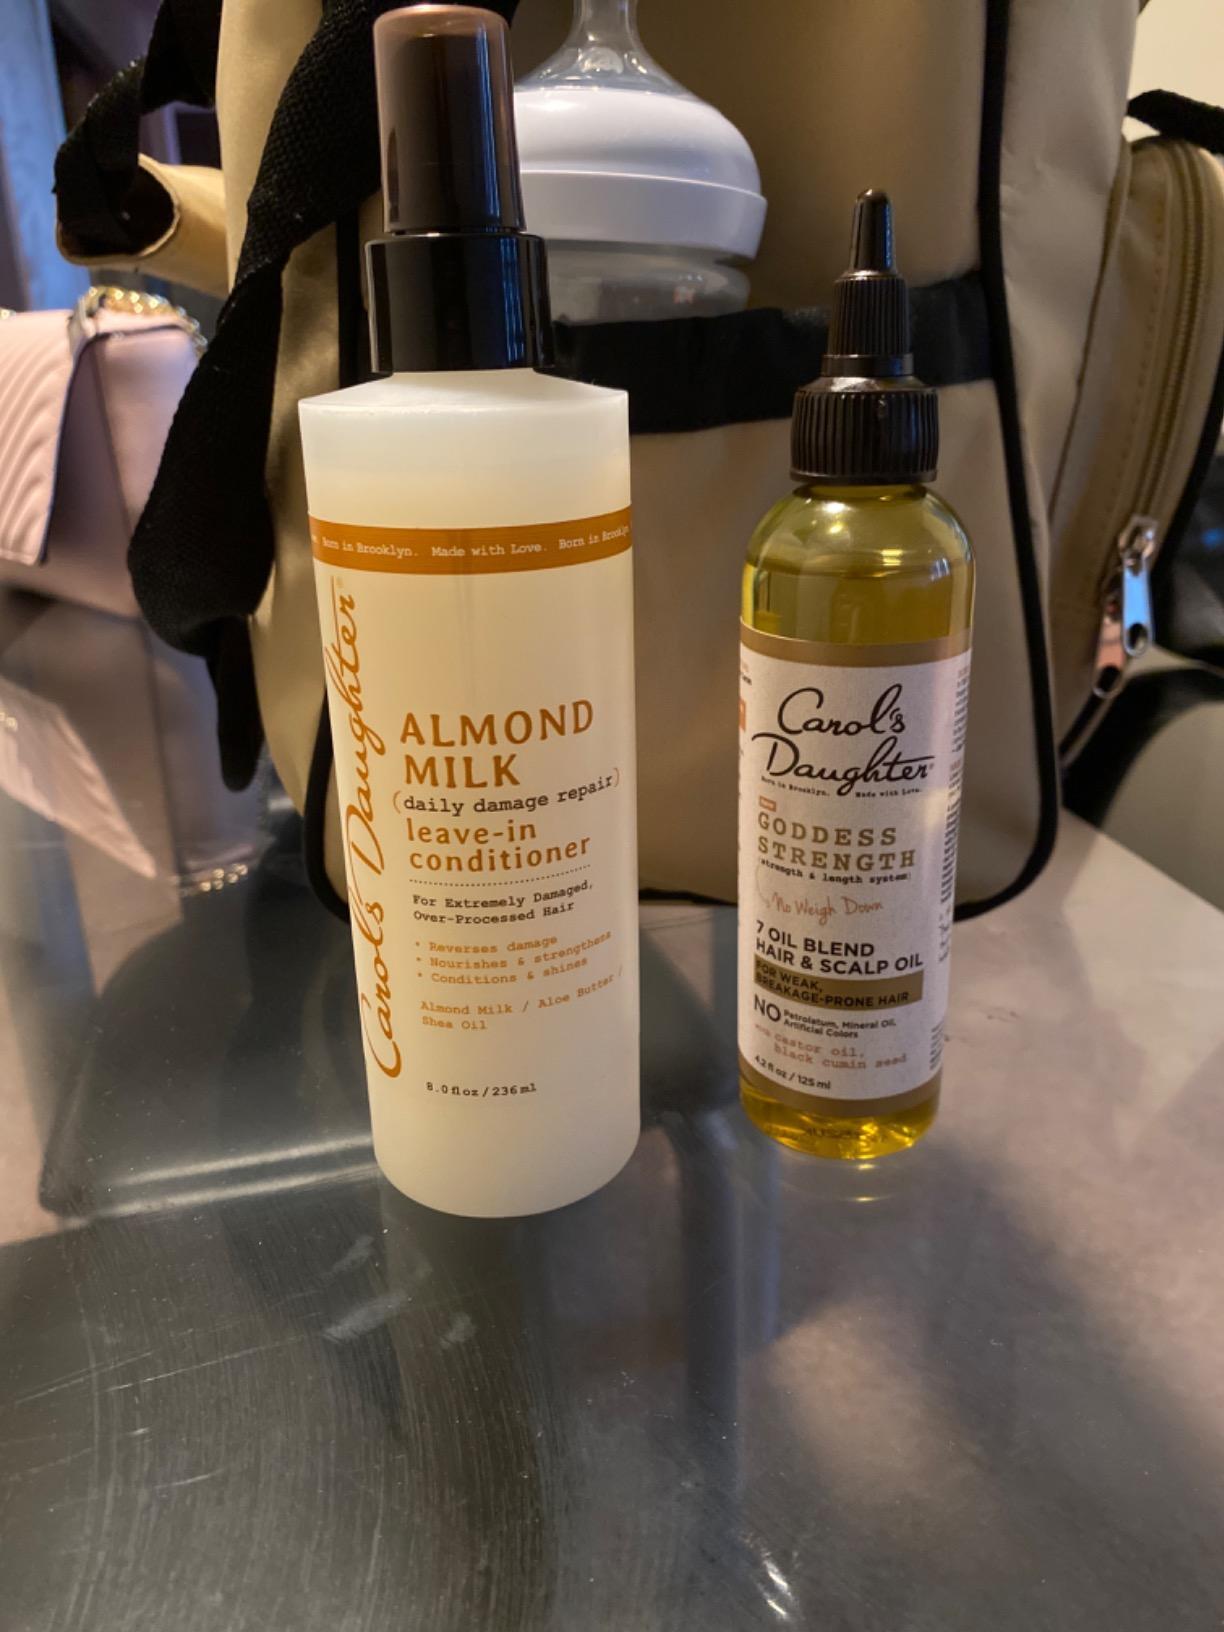 Born in Brooklyn. Made with Love. Born in Brooklyn
Carol's Daughter®
ALMOND
MILK
(daily damage repair)
leave-in
conditioner
For Extremely Damaged,
Over-Processed Hair
* Reverses damage
* Nourishes & strengthens
* Conditions & shines
Almond Milk / Aloe Butter /
Shea Oil
8.0 fl oz / 236 ml
Carol's
Daughter®
Born in Brooklyn. Made with Love.
GODDESS
STRENGTH
(strength & length system)
No Weigh Down
7 OIL BLEND
HAIR & SCALP OIL
FOR WEAK,
BREAKAGE-PRONE HAIR
NO Petrolatum, Mineral Oil,
Artificial Colors
with castor oil,
black cumin seed
4.2 fl oz / 125 ml